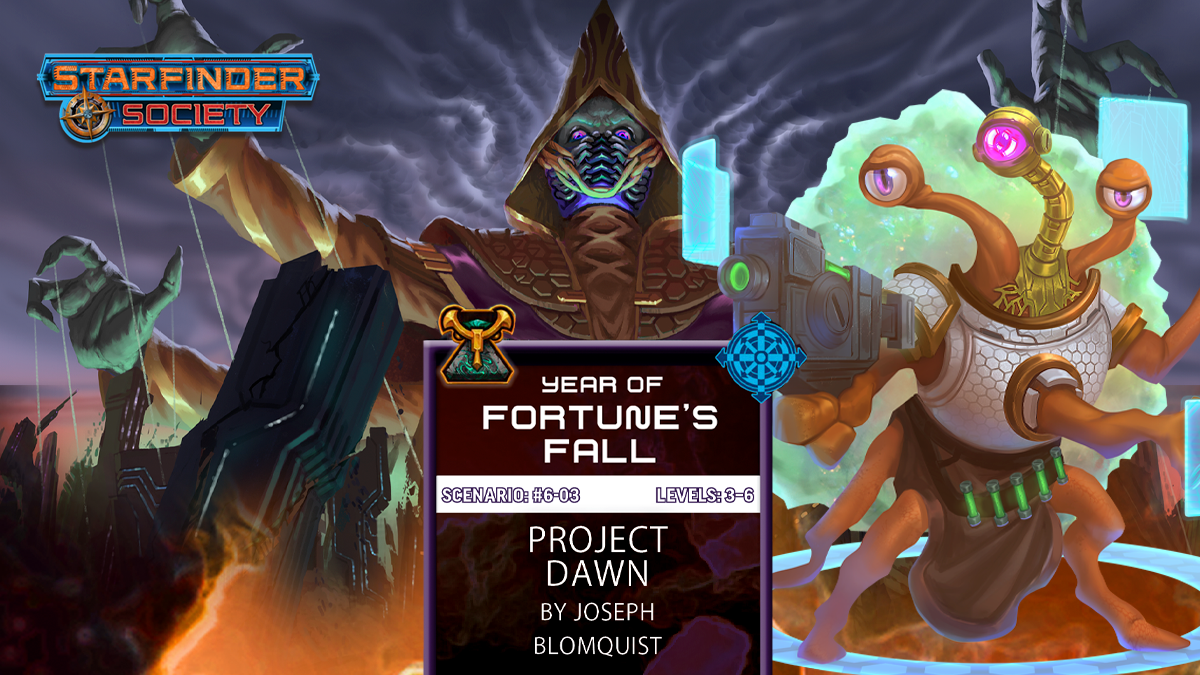 STARFINDER
SOCIETY
YEAR OF
FORTUNE'S
FALL
SCENARIO: #6-03 LEVELS: 3-6
PROJECT
DAWN
BY JOSEPH
BLOMQUIST